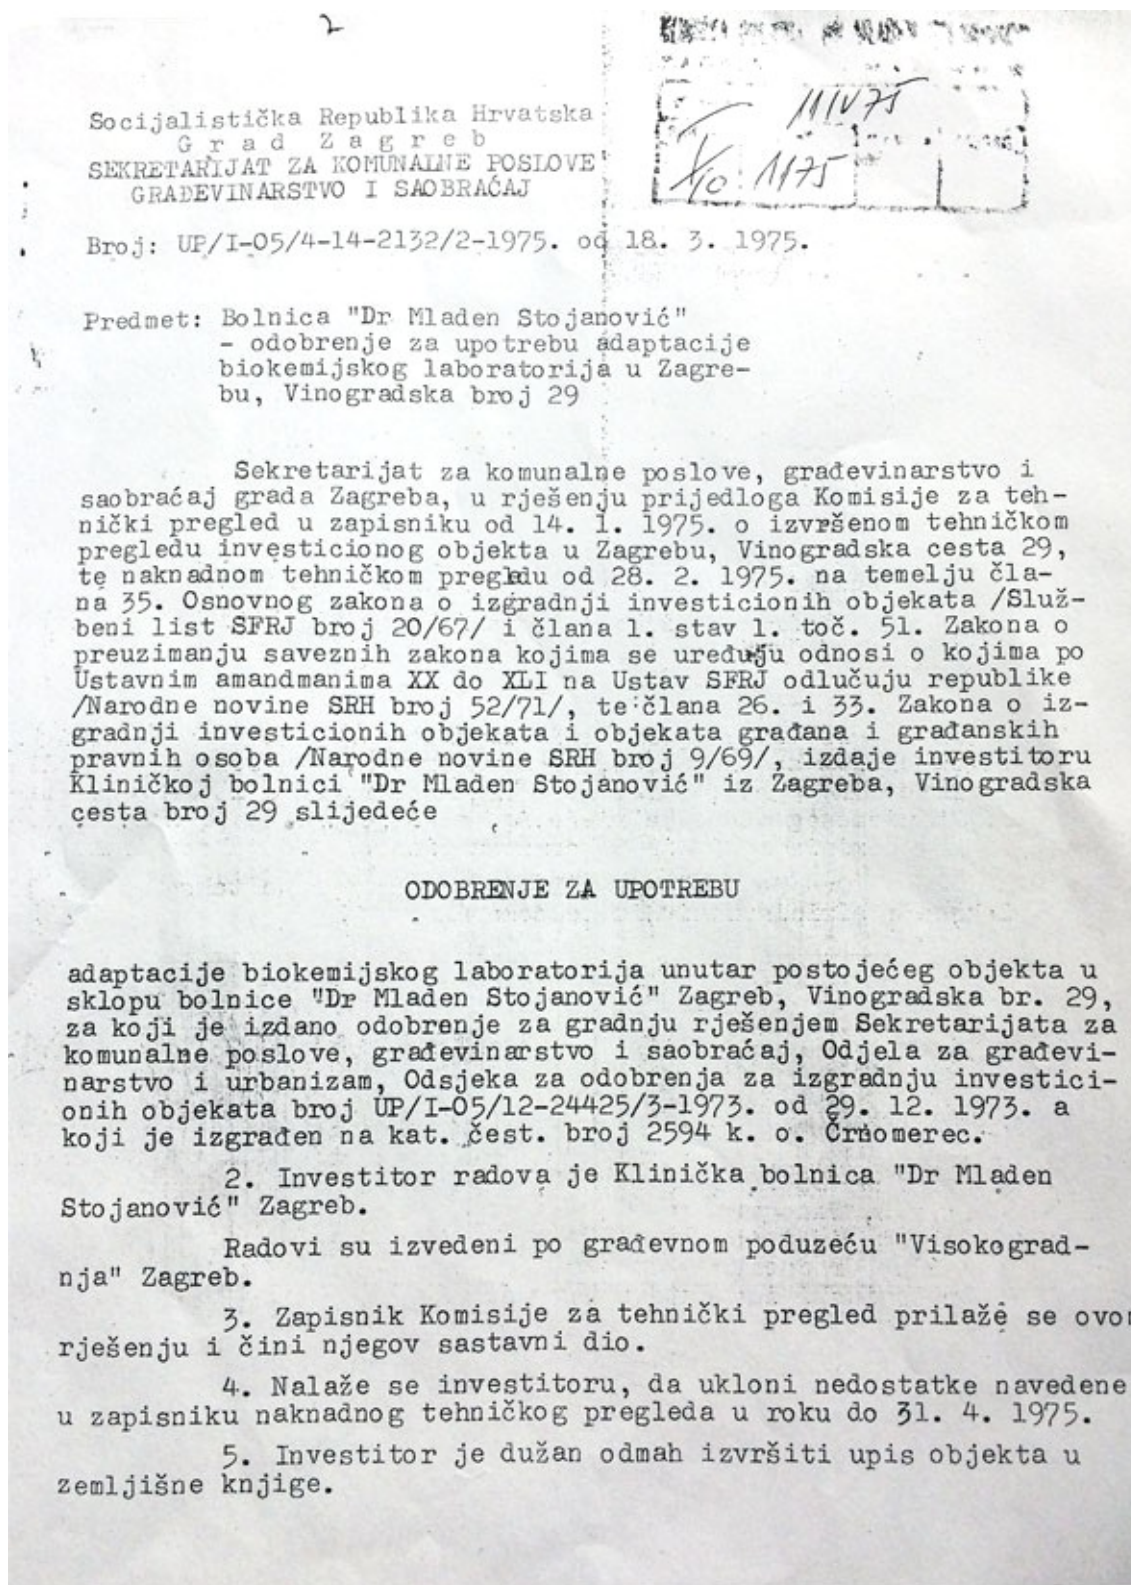 2
11 IV 75
Socijalistička Republika Hrvatska
G r a d  Z a g r e b
SEKRETARIJAT ZA KOMUNALNE POSLOVE
GRAĐEVINARSTVO I SAOBRAĆAJ
Broj: UP/I-05/4-14-2132/2-1975. od 18. 3. 1975.
Predmet: Bolnica "Dr Mladen Stojanović"
- odobrenje za upotrebu adaptacije
biokemijskog laboratorija u Zagre-
bu, Vinogradska broj 29
Sekretarijat za komunalne poslove, građevinarstvo i
saobraćaj grada Zagreba, u rješenju prijedloga Komisije za teh-
nički pregled u zapisniku od 14. 1. 1975. o izvršenom tehničkom
pregledu investicionog objekta u Zagrebu, Vinogradska cesta 29,
te naknadnom tehničkom pregledu od 28. 2. 1975. na temelju čla-
na 35. Osnovnog zakona o izgradnji investicionih objekata /Služ-
beni list SFRJ broj 20/67/ i člana 1. stav 1. toč. 51. Zakona o
preuzimanju saveznih zakona kojima se uređuju odnosi o kojima po
Ustavnim amandmanima XX do XLI na Ustav SFRJ odlučuju republike
/Narodne novine SRH broj 52/71/, te člana 26. i 33. Zakona o iz-
gradnji investicionih objekata i objekata građana i građanskih
pravnih osoba /Narodne novine SRH broj 9/69/, izdaje investitoru
Kliničkoj bolnici "Dr Mladen Stojanović" iz Zagreba, Vinogradska
cesta broj 29 slijedeće
ODOBRENJE ZA UPOTREBU
adaptacije biokemijskog laboratorija unutar postojećeg objekta u
sklopu bolnice "Dr Mladen Stojanović" Zagreb, Vinogradska br. 29,
za koji je izdano odobrenje za gradnju rješenjem Sekretarijata za
komunalne poslove, građevinarstvo i saobraćaj, Odjela za građevi-
narstvo i urbanizam, Odsjeka za odobrenja za izgradnju investici-
onih objekata broj UP/I-05/12-24425/3-1973. od 29. 12. 1973. a
koji je izgrađen na kat. čest. broj 2594 k. o. Črnomerec.
2. Investitor radova je Klinička bolnica "Dr Mladen
Stojanović" Zagreb.
Radovi su izvedeni po građevnom poduzeću "Visokograd-
nja" Zagreb.
3. Zapisnik Komisije za tehnički pregled prilaže se
rješenju i čini njegov sastavni dio.
4. Nalaže se investitoru, da ukloni nedostatke navedene
u zapisniku naknadnog tehničkog pregleda u roku do 31. 4. 1975.
5. Investitor je dužan odmah izvršiti upis objekta u
zemljišne knjige.